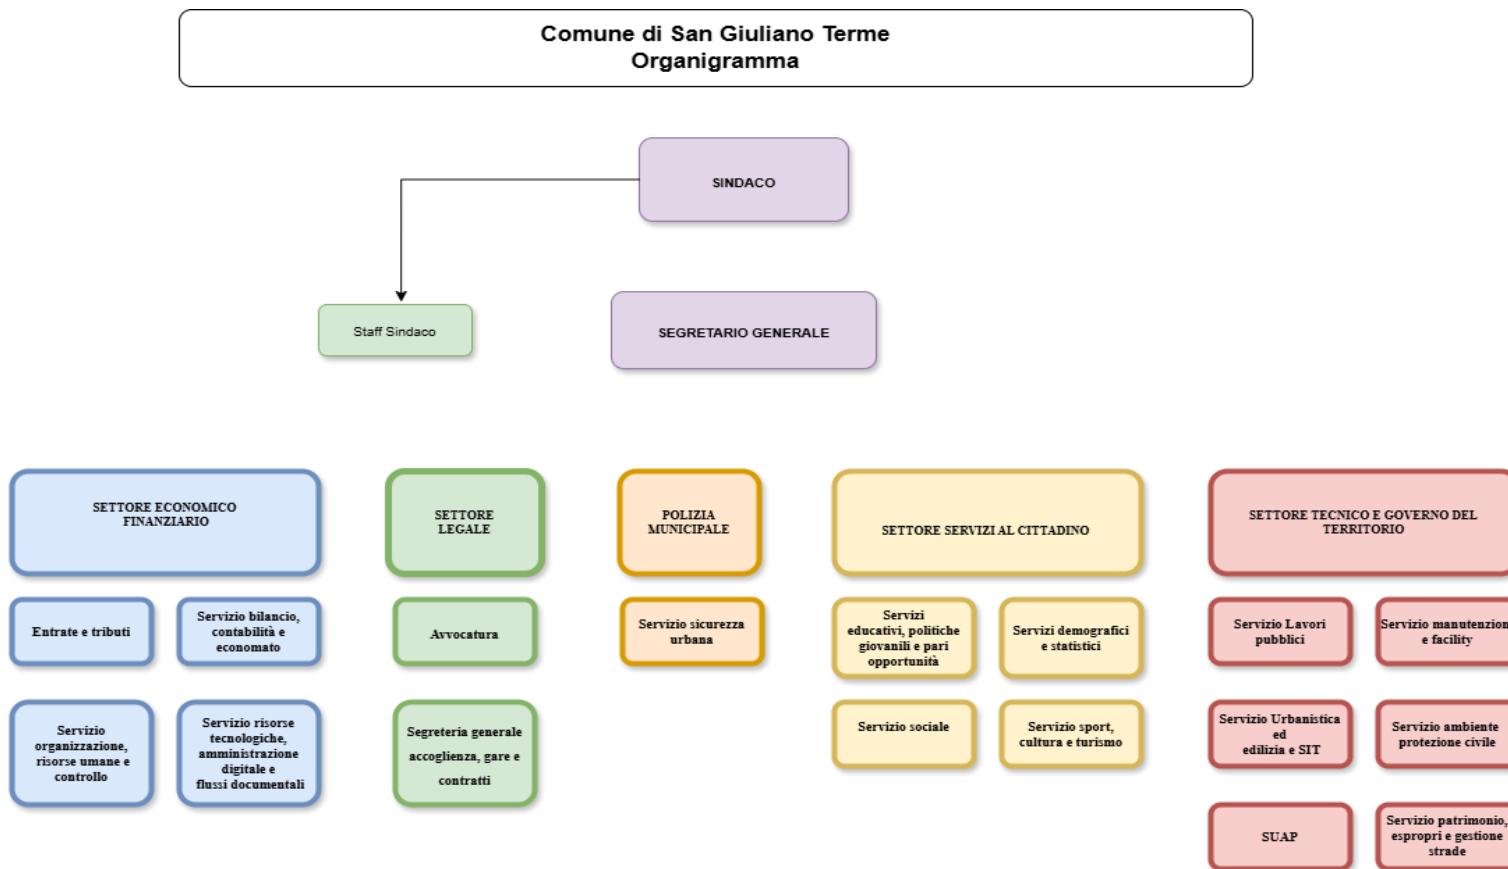 Comune di San Giuliano Terme
Organigramma
SINDACO
Staff Sindaco
SEGRETARIO GENERALE
SETTORE ECONOMICO
FINANZIARIO
Entrate e tributi
Servizio bilancio,
contabilità e
economato
Servizio
organizzazione,
risorse umane e
controllo
Servizio risorse
tecnologiche,
amministrazione
digitale e
flussi documentali
SETTORE
LEGALE
Avvocatura
Segreteria generale
accoglienza, gare e
contratti
POLIZIA
MUNICIPALE
Servizio sicurezza
urbana
SETTORE SERVIZI AL CITTADINO
Servizi
educativi, politiche
giovanili e pari
opportunità
Servizi demografici
e statistici
Servizio sociale
Servizio sport,
cultura e turismo
SETTORE TECNICO E GOVERNO DEL
TERRITORIO
Servizio Lavori
pubblici
Servizio manutenzion
e facility
Servizio Urbanistica
ed
edilizia e SIT
Servizio ambiente
protezione civile
SUAP
Servizio patrimonio,
espropri e gestione
strade